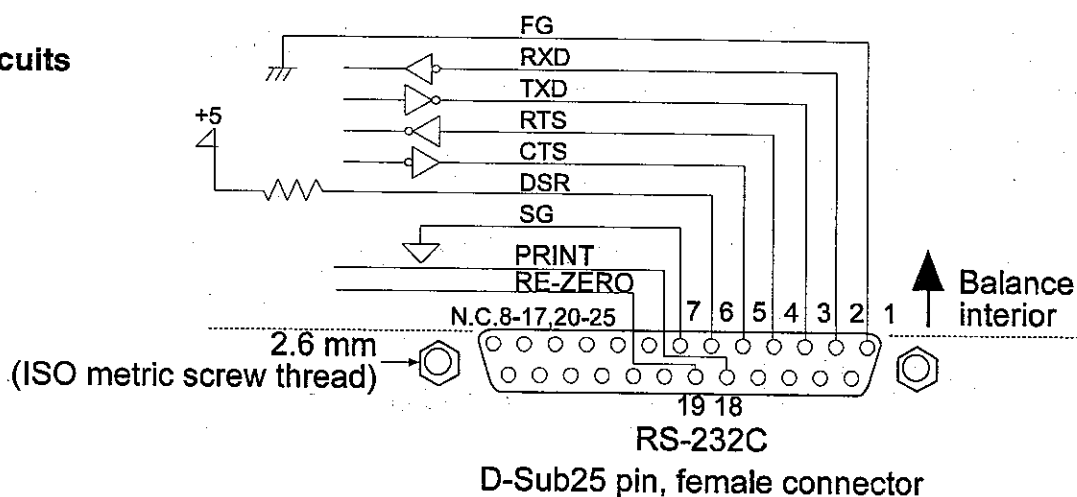 cuits
FG
RXD
TXD
RTS
CTS
DSR
SG
PRINT
RE-ZERO
+5
N.C.8-17,20-25
7 6 5 4 3 2 1
Balance
interior
2.6 mm
(ISO metric screw thread)
19 18
RS-232C
D-Sub25 pin, female connector